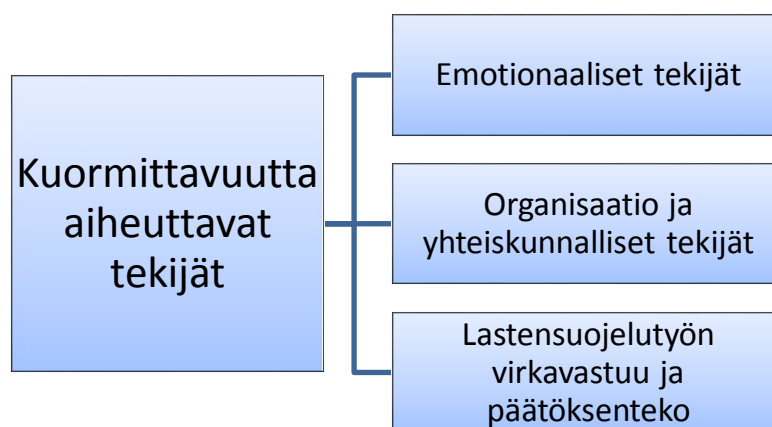 Kuormittavuutta
aiheuttavat
tekijät
Emotionaaliset tekijät
Organisaatio ja
yhteiskunnalliset tekijät
Lastensuojelutyön
virkavastuu ja
päätöksenteko